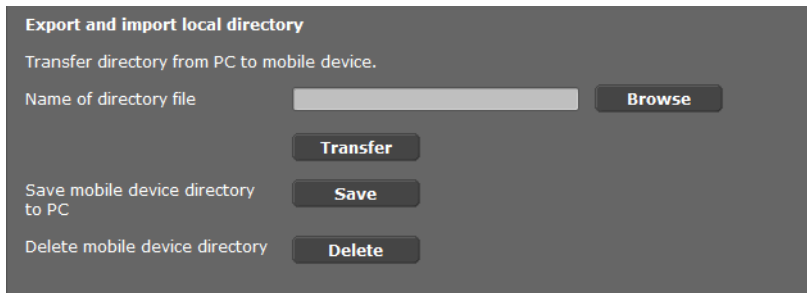 Export and import local directory
Transfer directory from PC to mobile device.
Name of directory file Browse
Transfer
Save mobile device directory
to PC Save
Delete mobile device directory Delete